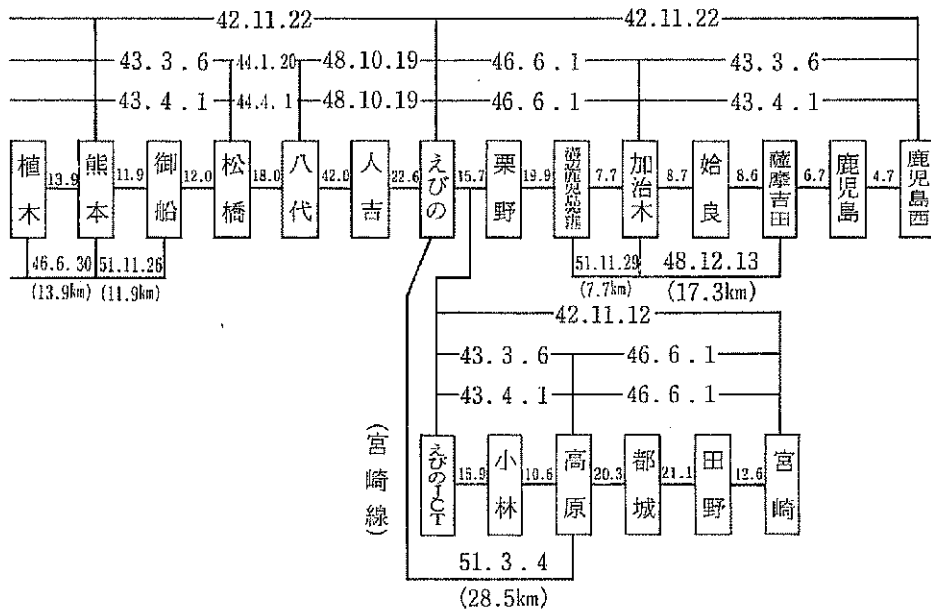 42.11.22 42.11.22
43.3.6 44.1.20 48.10.19 46.6.1 43.3.6
43.4.1 44.4.1 48.10.19 46.6.1 43.4.1
植木 13.9 熊本 11.9 御船 12.0 松橋 18.0 八代 42.0 人吉 22.6 えびの 15.7 栗野 19.9 溝辺鹿児島空港 7.7 加治木 8.7 姶良 8.6 薩摩吉田 6.7 鹿児島 4.7 鹿児島西
46.6.30 51.11.26 51.11.29 48.12.13
(13.9km) (11.9km) (7.7km) (17.3km)
42.11.12
43.3.6 46.6.1
43.4.1 46.6.1
(宮崎線)
えびのJCT 小林 10.6 高原 20.3 都城 21.1 田野 宮崎
51.3.4
(28.5km)